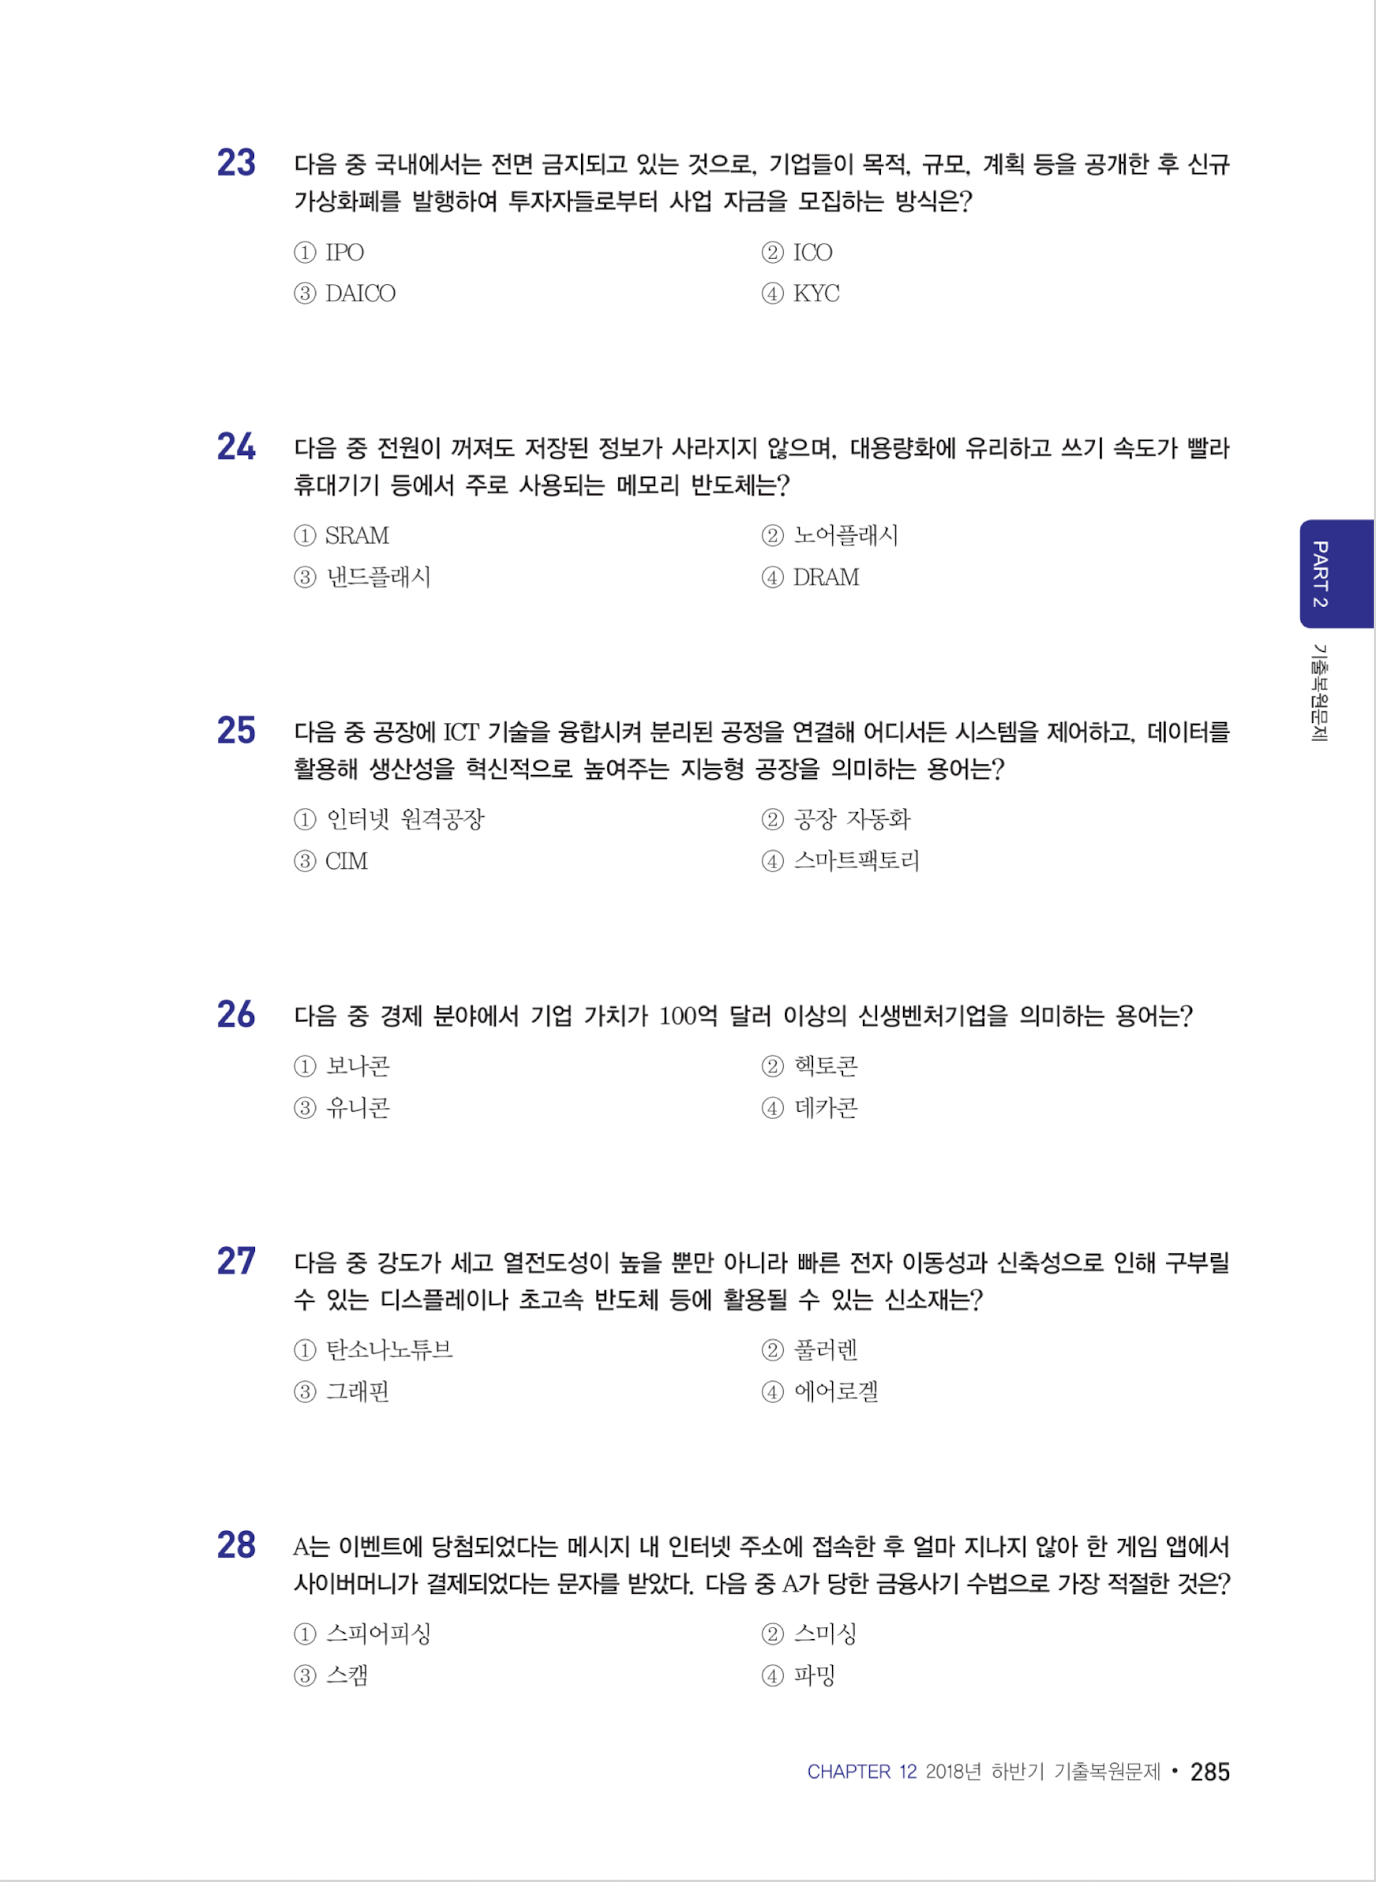 23 다음 중 국내에서는 전면 금지되고 있는 것으로, 기업들이 목적, 규모, 계획 등을 공개한 후 신규
가상화폐를 발행하여 투자자들로부터 사업 자금을 모집하는 방식은?
① IPO ② ICO
③ DAICO ④ KYC
24 다음 중 전원이 꺼져도 저장된 정보가 사라지지 않으며, 대용량화에 유리하고 쓰기 속도가 빨라
휴대기기 등에서 주로 사용되는 메모리 반도체는?
① SRAM ② 노어플래시
③ 낸드플래시 ④ DRAM
PART 2 기출복원문제
25 다음 중 공장에 ICT 기술을 융합시켜 분리된 공정을 연결해 어디서든 시스템을 제어하고, 데이터를
활용해 생산성을 혁신적으로 높여주는 지능형 공장을 의미하는 용어는?
① 인터넷 원격공장 ② 공장 자동화
③ CIM ④ 스마트팩토리
26 다음 중 경제 분야에서 기업 가치가 100억 달러 이상의 신생벤처기업을 의미하는 용어는?
① 보나콘 ② 헥토콘
③ 유니콘 ④ 데카콘
27 다음 중 강도가 세고 열전도성이 높을 뿐만 아니라 빠른 전자 이동성과 신축성으로 인해 구부릴
수 있는 디스플레이나 초고속 반도체 등에 활용될 수 있는 신소재는?
① 탄소나노튜브 ② 풀러렌
③ 그래핀 ④ 에어로겔
28 A는 이벤트에 당첨되었다는 메시지 내 인터넷 주소에 접속한 후 얼마 지나지 않아 한 게임 앱에서
사이버머니가 결제되었다는 문자를 받았다. 다음 중 A가 당한 금융사기 수법으로 가장 적절한 것은?
① 스피어피싱 ② 스미싱
③ 스캠 ④ 파밍
CHAPTER 12 2018년 하반기 기출복원문제 • 285